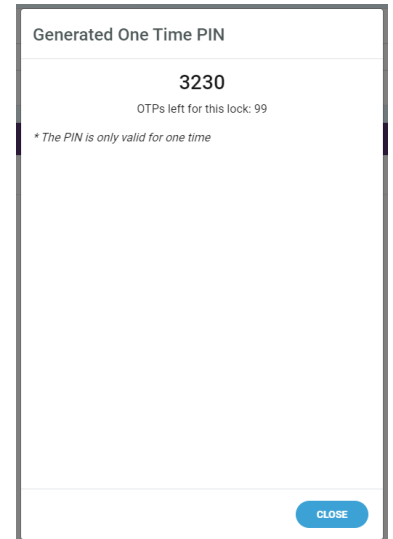 Generated One Time PIN
3230
OTPs left for this lock: 99
* The PIN is only valid for one time
CLOSE